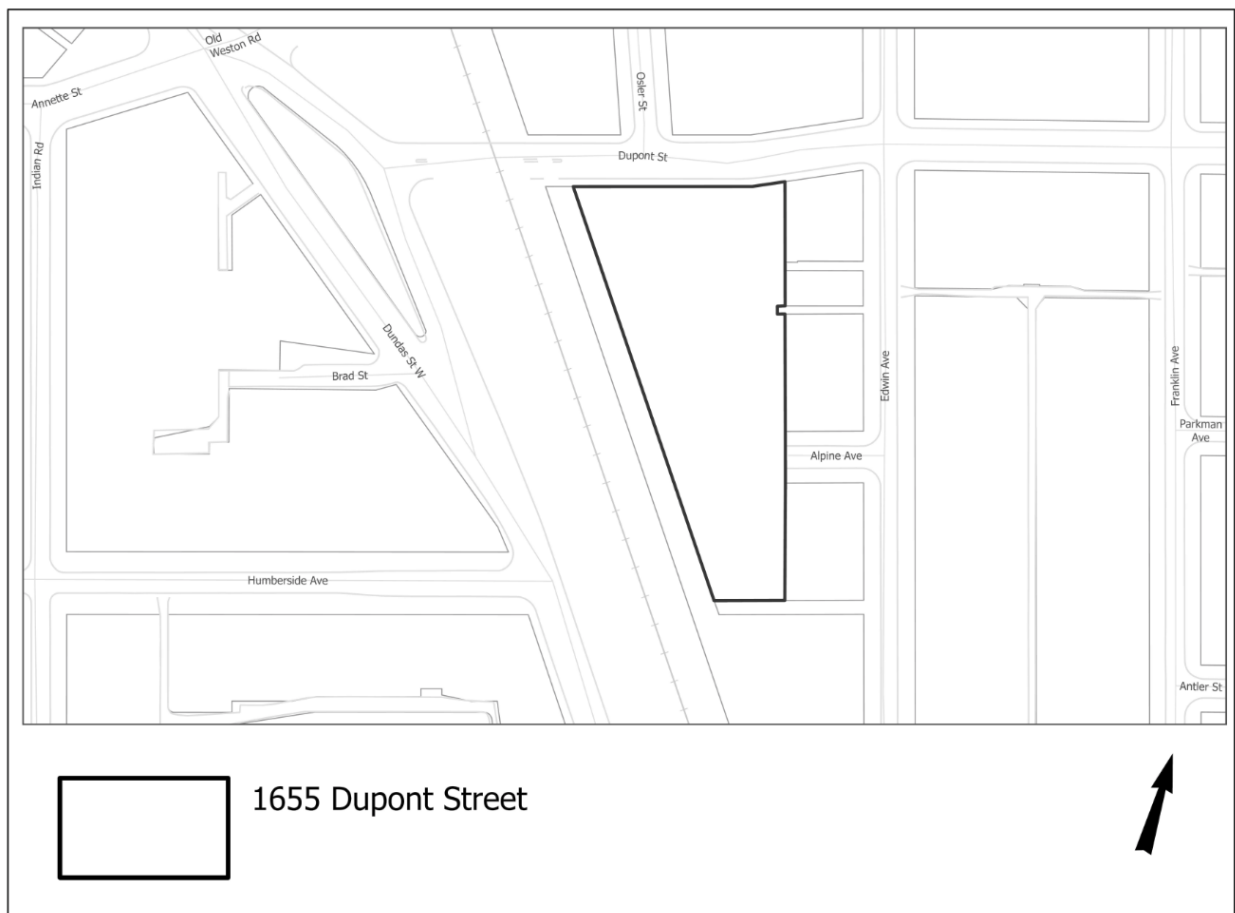 Old
Weston Rd
Annette St
Osler St
Indian Rd
Dupont St
Dundas St W
Brad St
Edwin Ave
Franklin Ave
Parkman
Ave
Alpine Ave
Humberside Ave
Antler St
1655 Dupont Street